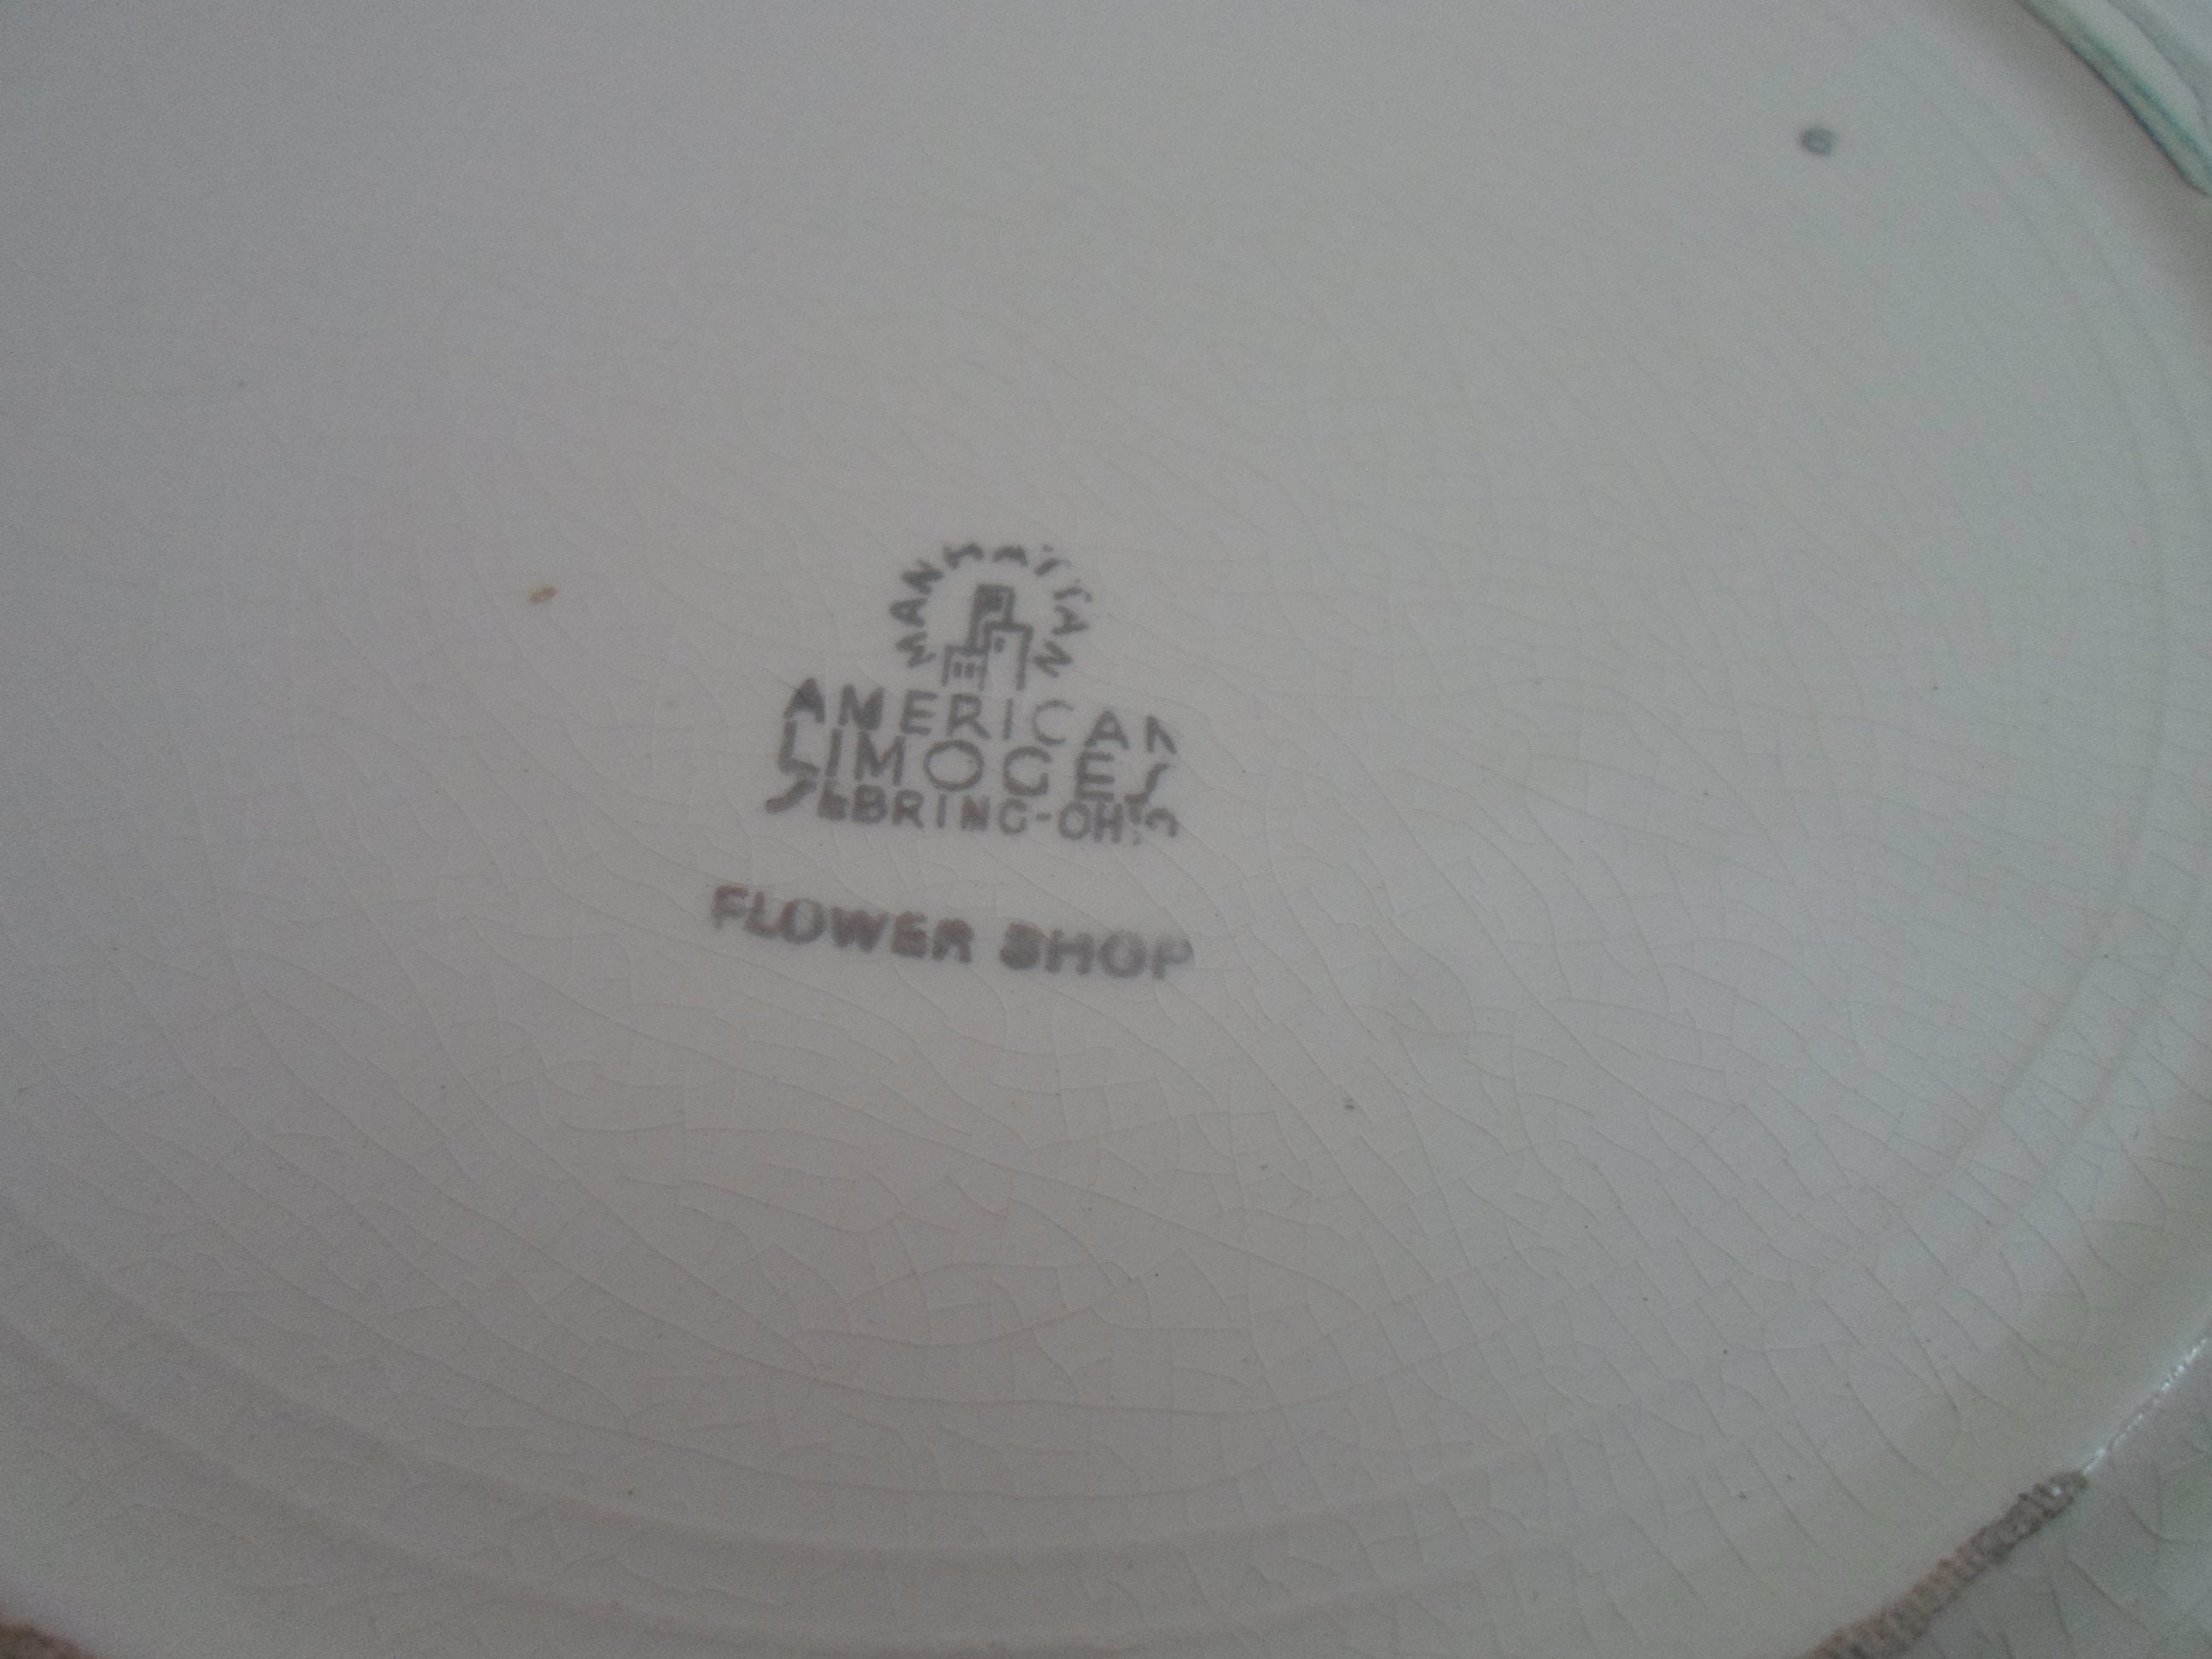 MANHATTAN
AMERICAN
LIMOGES
SEBRING-OHIO
FLOWER SHOP